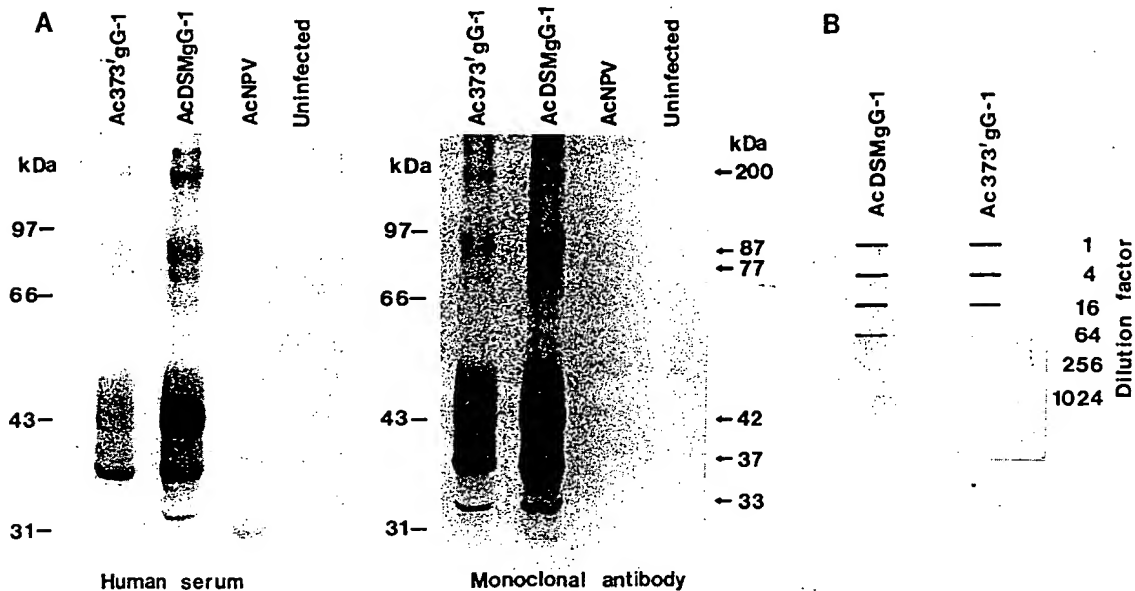 A
Ac373'gG-1
AcDSMgG-1
AcNPV
Uninfected
kDa
97
66
43
31
Human serum
Ac373'gG-1
AcDSMgG-1
AcNPV
Uninfected
kDa
97
66
43
31
Monoclonal antibody
kDa
←200
←87
←77
←42
←37
←33
B
AcDSMgG-1
Ac373'gG-1
1
4
16
64
256
1024
Dilution factor